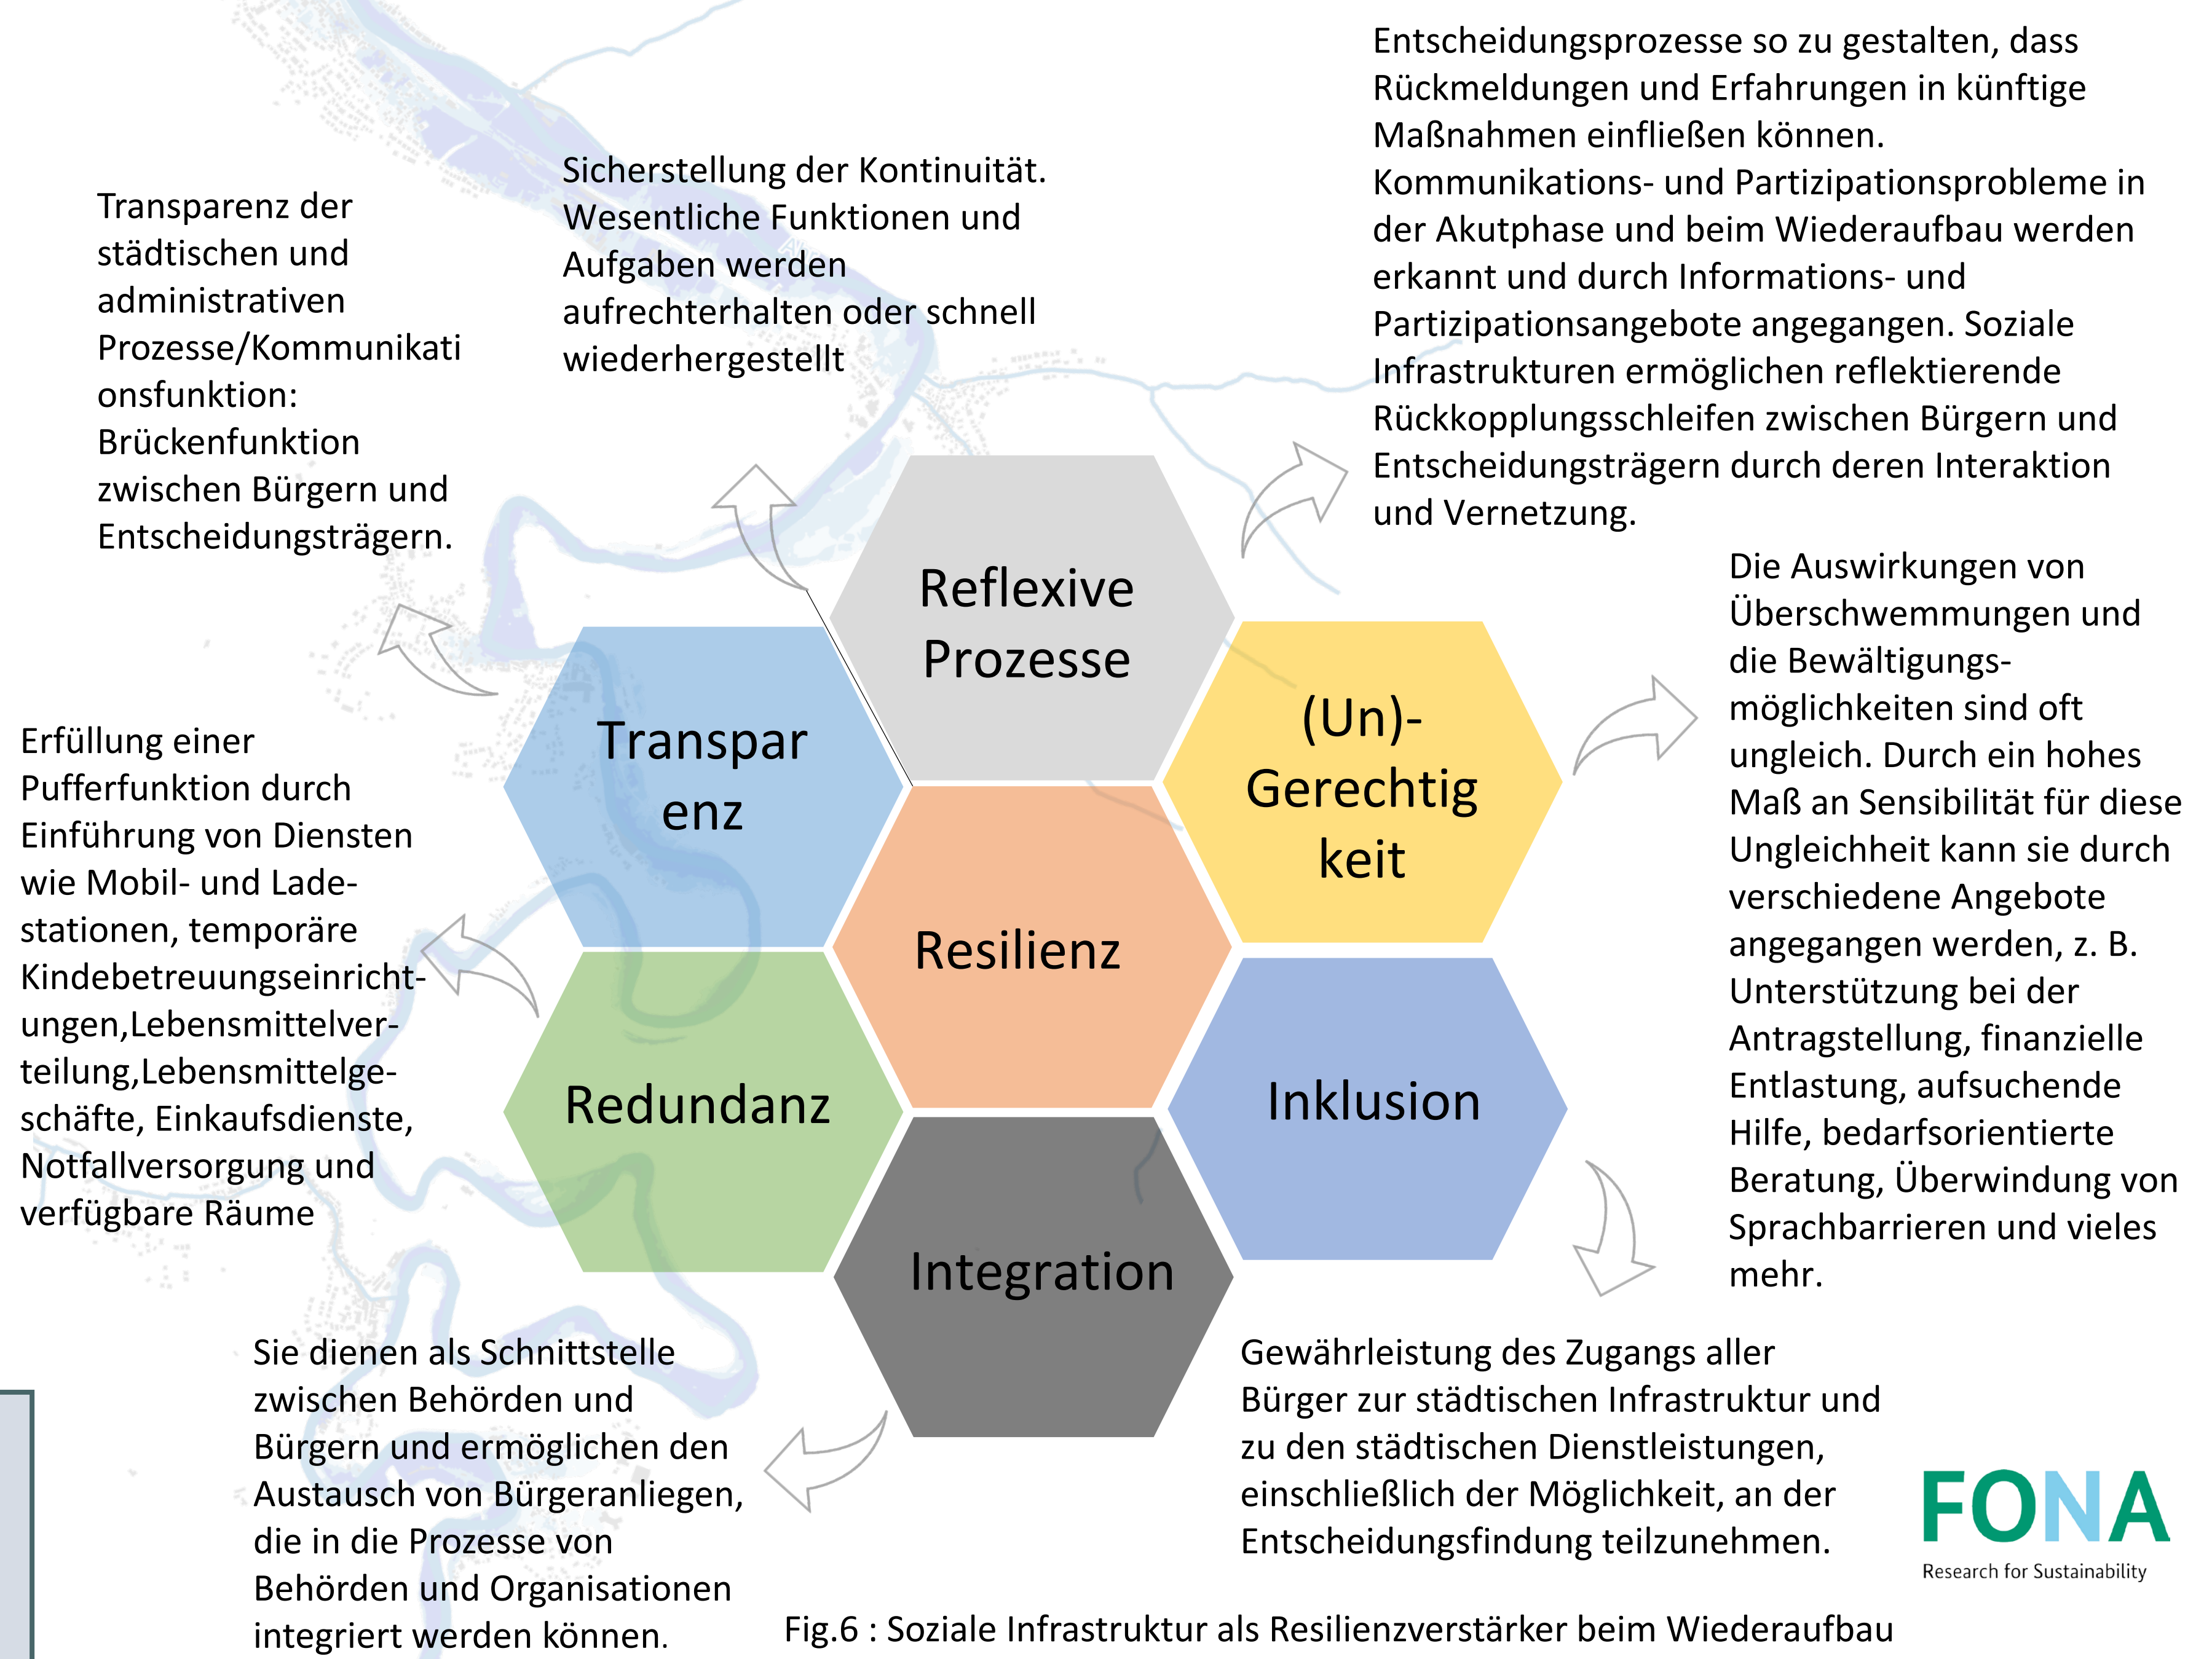 Entscheidungsprozesse so zu gestalten, dass
Rückmeldungen und Erfahrungen in künftige
Maßnahmen einfließen können.
Kommunikations- und Partizipationsprobleme in
der Akutphase und beim Wiederaufbau werden
erkannt und durch Informations- und
Partizipationsangebote angegangen. Soziale
Infrastrukturen ermöglichen reflektierende
Rückkopplungsschleifen zwischen Bürgern und
Entscheidungsträgern durch deren Interaktion
und Vernetzung.
Sicherstellung der Kontinuität.
Wesentliche Funktionen und
Aufgaben werden
aufrechterhalten oder schnell
wiederhergestellt
Transparenz der
städtischen und
administrativen
Prozesse/Kommunikati
onsfunktion:
Brückenfunktion
zwischen Bürgern und
Entscheidungsträgern.
Die Auswirkungen von
Überschwemmungen und
die Bewältigungs-
möglichkeiten sind oft
ungleich. Durch ein hohes
Maß an Sensibilität für diese
Ungleichheit kann sie durch
verschiedene Angebote
angegangen werden, z. B.
Unterstützung bei der
Antragstellung, finanzielle
Entlastung, aufsuchende
Hilfe, bedarfsorientierte
Beratung, Überwindung von
Sprachbarrieren und vieles
mehr.
Erfüllung einer
Pufferfunktion durch
Einführung von Diensten
wie Mobil- und Lade-
stationen, temporäre
Kindebetreuungseinricht-
ungen,Lebensmittelver-
teilung,Lebensmittelge-
schäfte, Einkaufsdienste,
Notfallversorgung und
verfügbare Räume
Reflexive
Prozesse
Transpar
enz
(Un)-
Gerechtig
keit
Resilienz
Redundanz
Inklusion
Integration
Sie dienen als Schnittstelle
zwischen Behörden und
Bürgern und ermöglichen den
Austausch von Bürgeranliegen,
die in die Prozesse von
Behörden und Organisationen
integriert werden können.
Gewährleistung des Zugangs aller
Bürger zur städtischen Infrastruktur und
zu den städtischen Dienstleistungen,
einschließlich der Möglichkeit, an der
Entscheidungsfindung teilzunehmen.
FONA
Research for Sustainability
Fig.6 : Soziale Infrastruktur als Resilienzverstärker beim Wiederaufbau